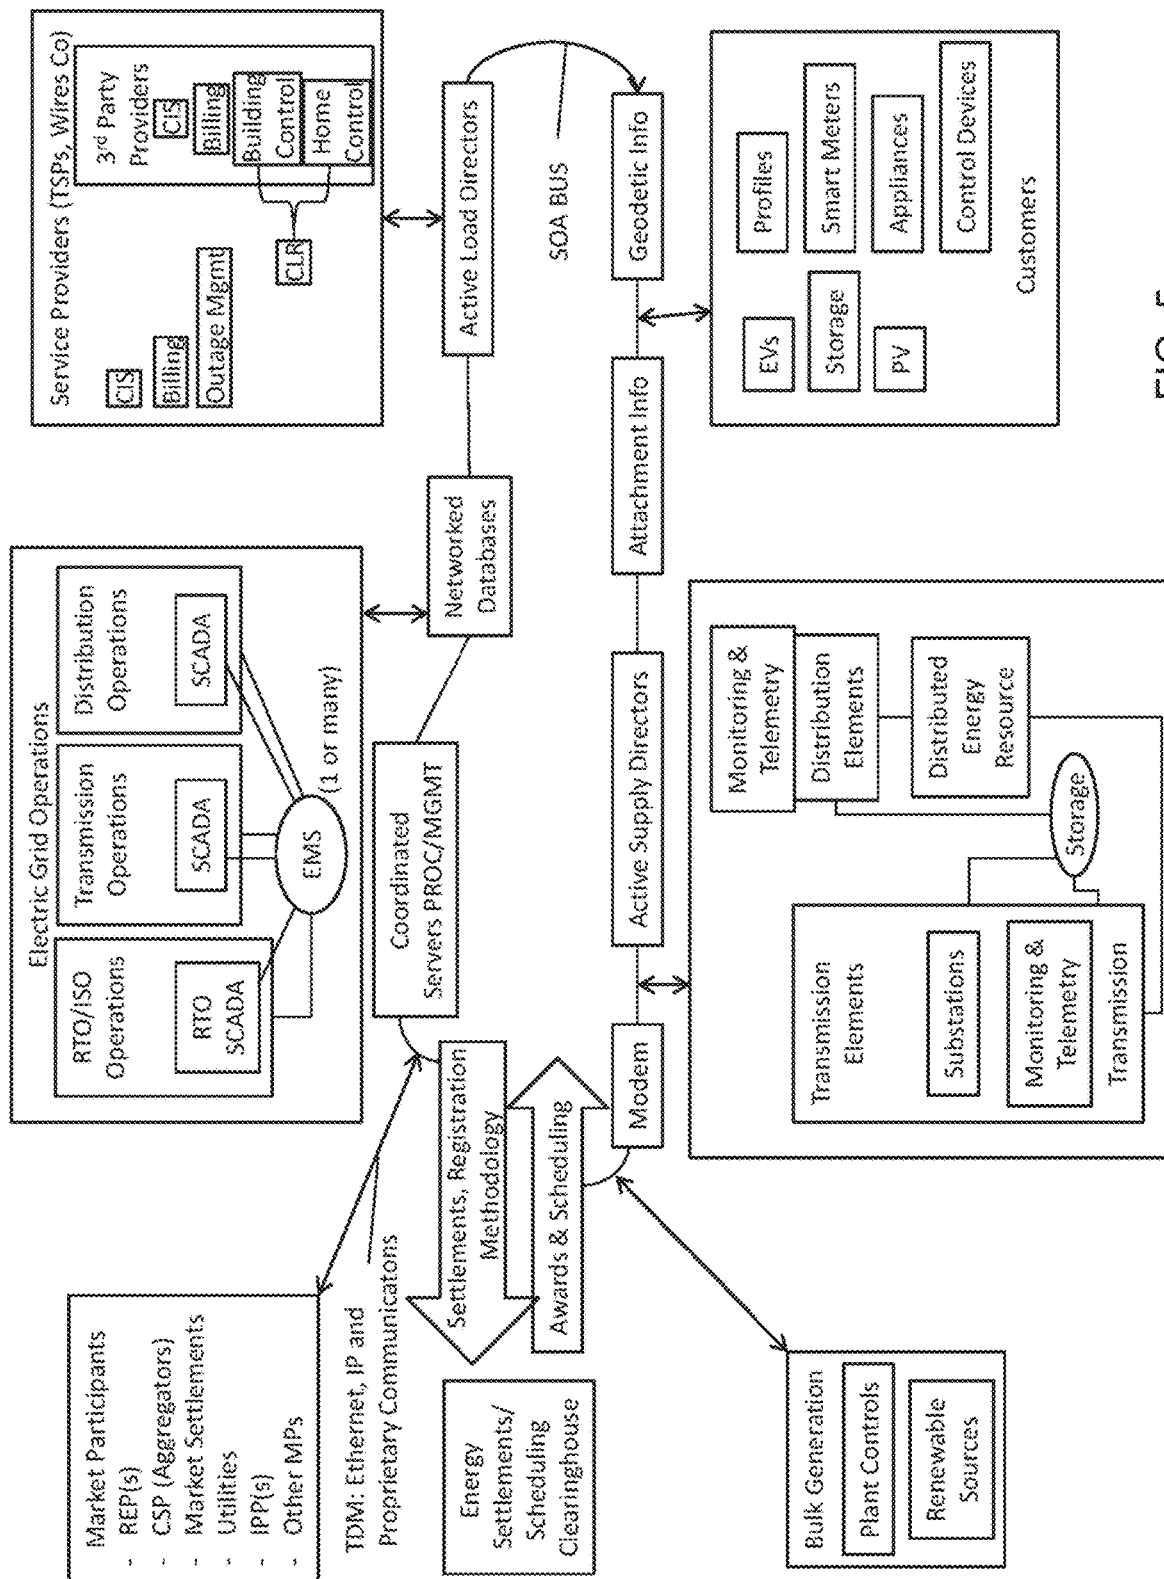 Market Participants
- REP(s)
- CSP (Aggregators)
- Market Settlements
- Utilities
- IPP(s)
- Other MPs
TDM: Ethernet, IP and
Proprietary Communicatons
Energy
Settlements/
Scheduling
Clearinghouse
Bulk Generation
Plant Controls
Renewable
Sources
Electric Grid Operations
RTO/ISO
Operations
RTO
SCADA
Transmission
Operations
SCADA
Distribution
Operations
SCADA
EMS
(1 or many)
Coordinated
Servers PROC/MGMT
Settlements, Registration
Methodology
Awards & Scheduling
Modem
Networked
Databases
Active Supply Directors
Attachment Info
Transmission
Elements
Substations
Monitoring &
Telemetry
Transmission
Storage
Monitoring &
Telemetry
Distribution
Elements
Distributed
Energy
Resource
Service Providers (TSPs, Wires Co)
CIS
Billing
Outage Mgmt
3rd Party
Providers
CIS
Billing
Building
Control
Home
Control
CLR
Active Load Directors
SOA BUS
Geodetic Info
EVs
Storage
PV
Profiles
Smart Meters
Appliances
Control Devices
Customers